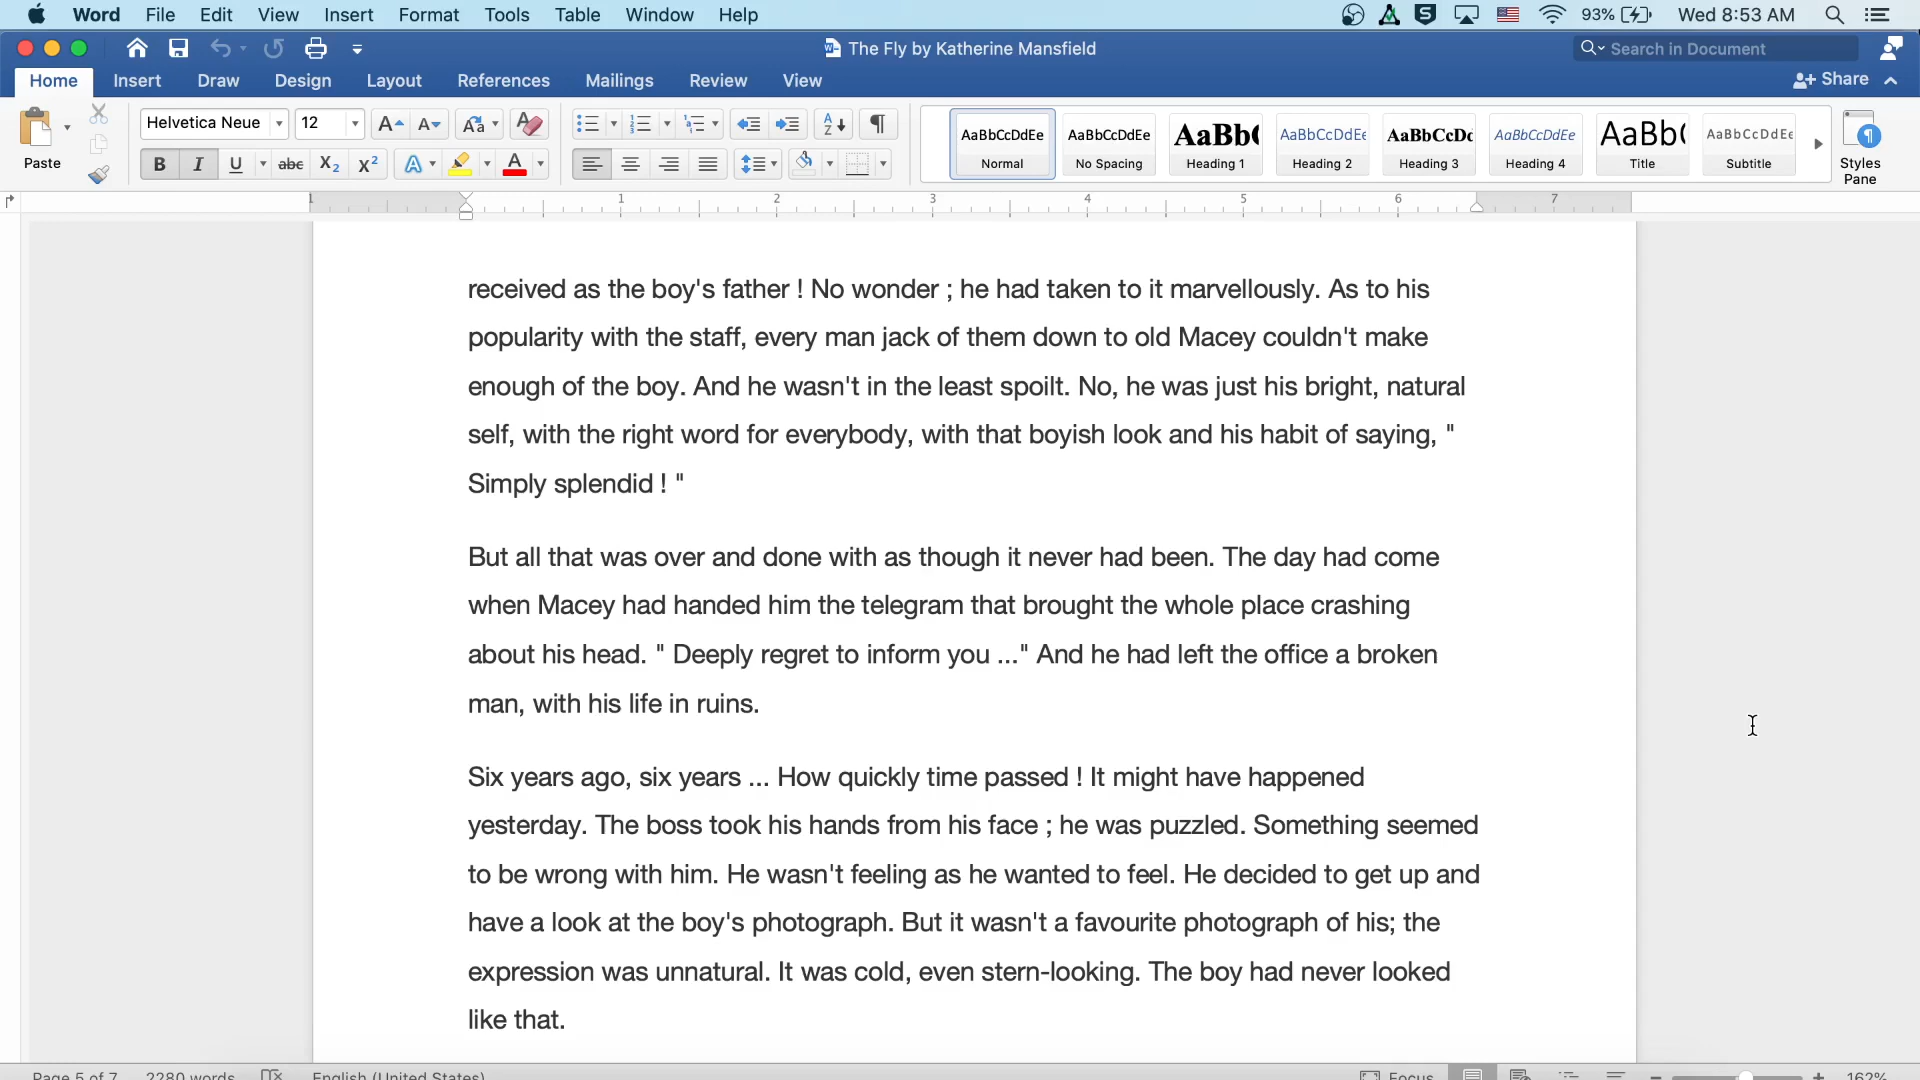 Word File Edit View Insert Format Tools Table Window Help 93% Wed 8:53 AM
The Fly by Katherine Mansfield Search in Document
Home Insert Draw Design Layout References Mailings Review View Share
Helvetica Neue 12 AaBbCcDdEe AaBbCcDdEe AaBb( AaBbCcDdEe AaBbCcDc AaBbCcDdEe AaBb( AaBbCcDdEe
Paste B I U abc X2 X2 A A Normal No Spacing Heading 1 Heading 2 Heading 3 Heading 4 Title Subtitle Styles
Pane
1 1 2 3 4 5 6 7
received as the boy's father ! No wonder ; he had taken to it marvellously. As to his
popularity with the staff, every man jack of them down to old Macey couldn't make
enough of the boy. And he wasn't in the least spoilt. No, he was just his bright, natural
self, with the right word for everybody, with that boyish look and his habit of saying, "
Simply splendid ! "
But all that was over and done with as though it never had been. The day had come
when Macey had handed him the telegram that brought the whole place crashing
about his head. " Deeply regret to inform you ..." And he had left the office a broken
man, with his life in ruins.
Six years ago, six years ... How quickly time passed ! It might have happened
yesterday. The boss took his hands from his face ; he was puzzled. Something seemed
to be wrong with him. He wasn't feeling as he wanted to feel. He decided to get up and
have a look at the boy's photograph. But it wasn't a favourite photograph of his; the
expression was unnatural. It was cold, even stern-looking. The boy had never looked
like that.
Page 5 of 7 2280 words English (United States) Focus 162%